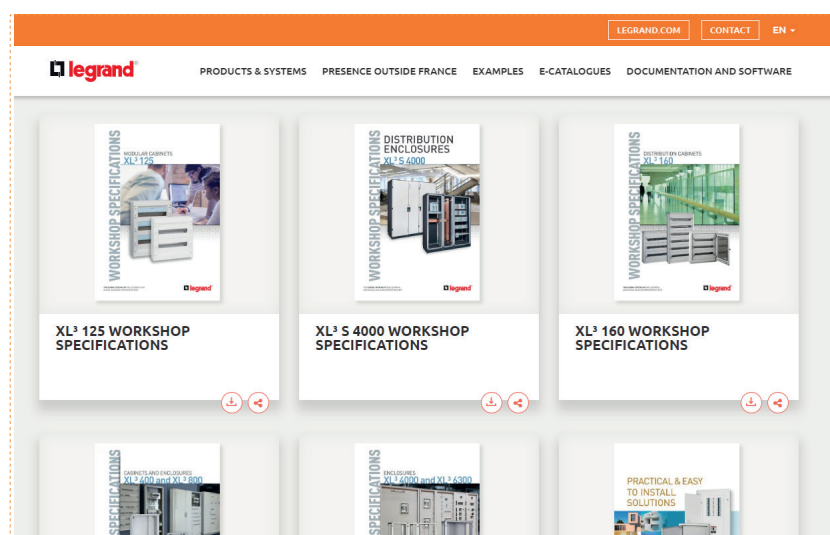 LEGRAND.COM CONTACT EN
legrand
PRODUCTS & SYSTEMS PRESENCE OUTSIDE FRANCE EXAMPLES E-CATALOGUES DOCUMENTATION AND SOFTWARE
WORKSHOP SPECIFICATIONS
MODULAR CABINETS
XL³ 125
legrand
WORKSHOP SPECIFICATIONS
DISTRIBUTION
ENCLOSURES
XL³ S 4000
legrand
WORKSHOP SPECIFICATIONS
DISTRIBUTION CABINETS
XL³ 160
legrand
XL³ 125 WORKSHOP
SPECIFICATIONS
XL³ S 4000 WORKSHOP
SPECIFICATIONS
XL³ 160 WORKSHOP
SPECIFICATIONS
SPECIFICATIONS
CABINETS AND ENCLOSURES
XL³ 400 and XL³ 800
SPECIFICATIONS
ENCLOSURES
XL³ 4000 and XL³ 6300
PRACTICAL & EASY
TO INSTALL
SOLUTIONS